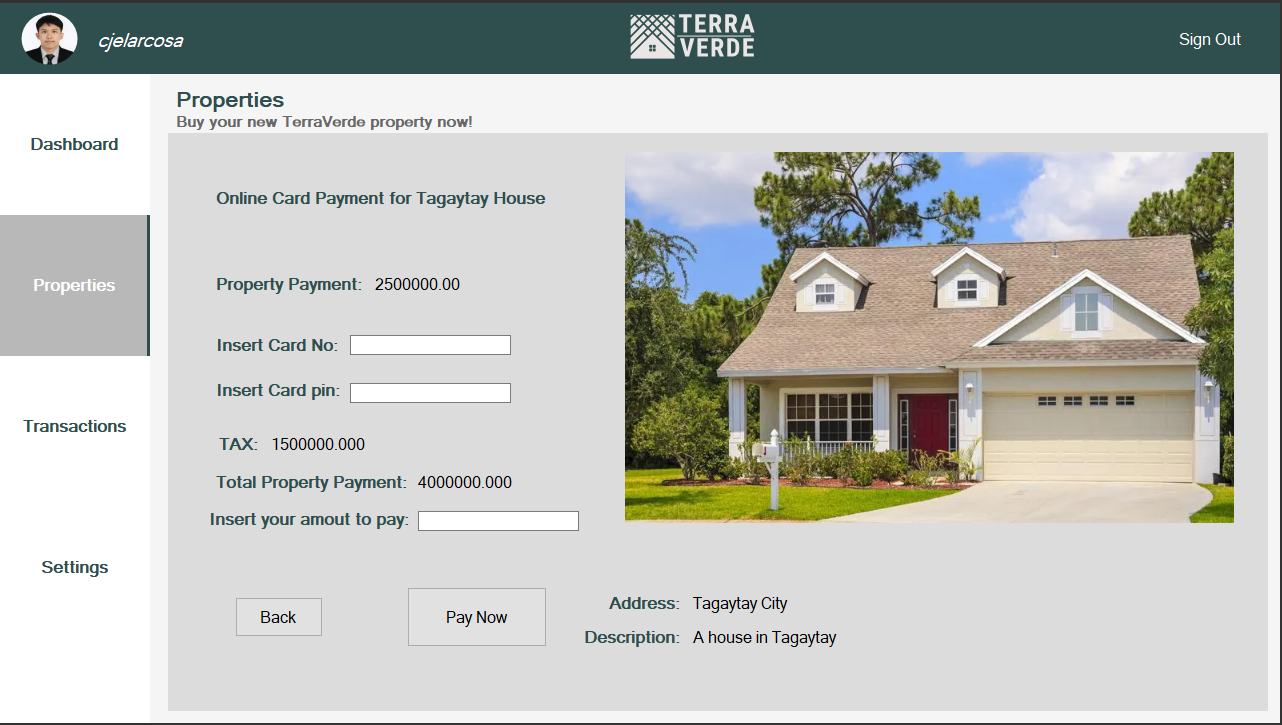 cjelarcosa
TERRA
VERDE
Sign Out
Dashboard
Properties
Transactions
Settings
Properties
Buy your new TerraVerde property now!
Online Card Payment for Tagaytay House
Property Payment: 2500000.00
Insert Card No:
Insert Card pin:
TAX: 1500000.000
Total Property Payment: 4000000.000
Insert your amout to pay:
Back
Pay Now
Address: Tagaytay City
Description: A house in Tagaytay